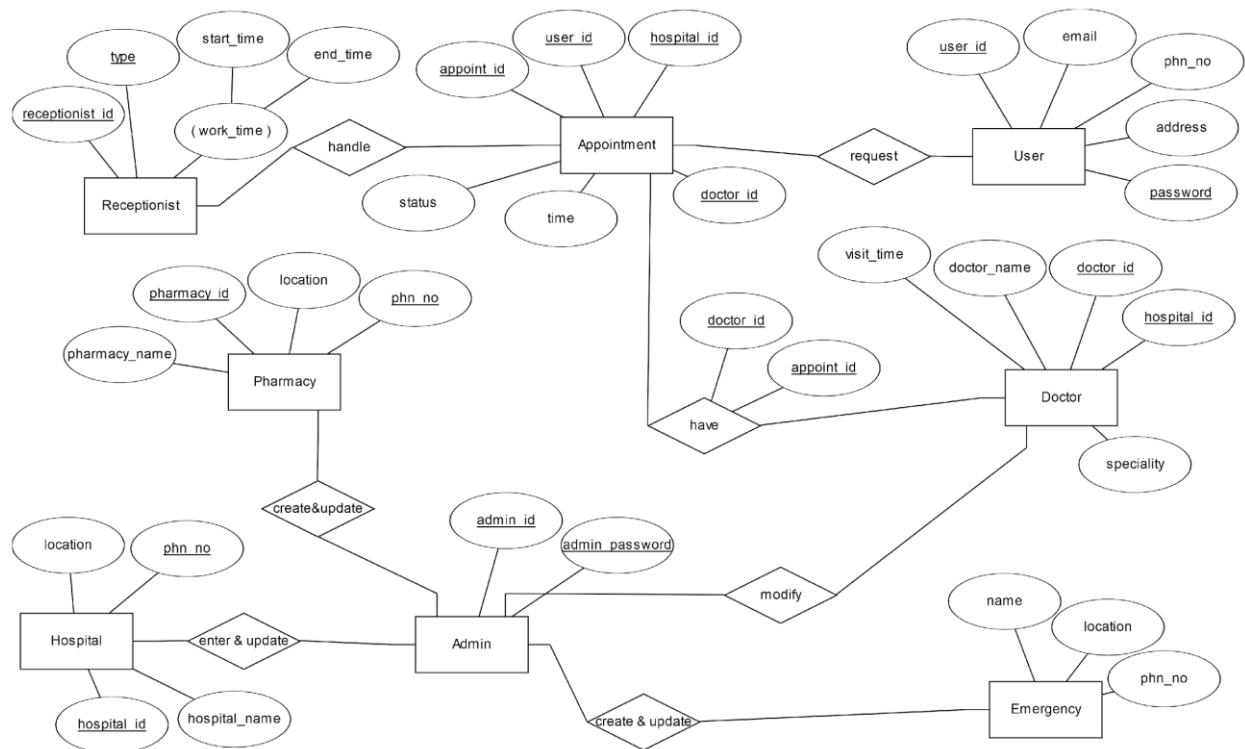 start_time
user_id
hospital_id
type
end_time
email
user_id
appoint_id
phn_no
receptionist_id
( work_time )
address
Appointment
handle
request
User
Receptionist
status
time
doctor_id
password
visit_time
doctor_name
doctor_id
location
pharmacy_id
phn_no
doctor_id
hospital_id
pharmacy_name
appoint_id
Pharmacy
Doctor
have
speciality
create&update
admin_id
location
phn_no
admin_password
modify
name
location
Hospital
enter & update
Admin
phn_no
hospital_id
hospital_name
create & update
Emergency